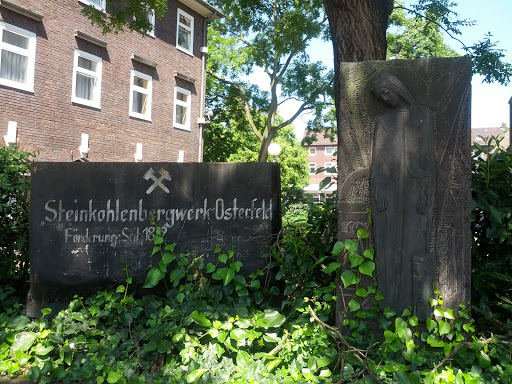 Steinkohlenbergwerk Osterfeld
Förderung: Seit